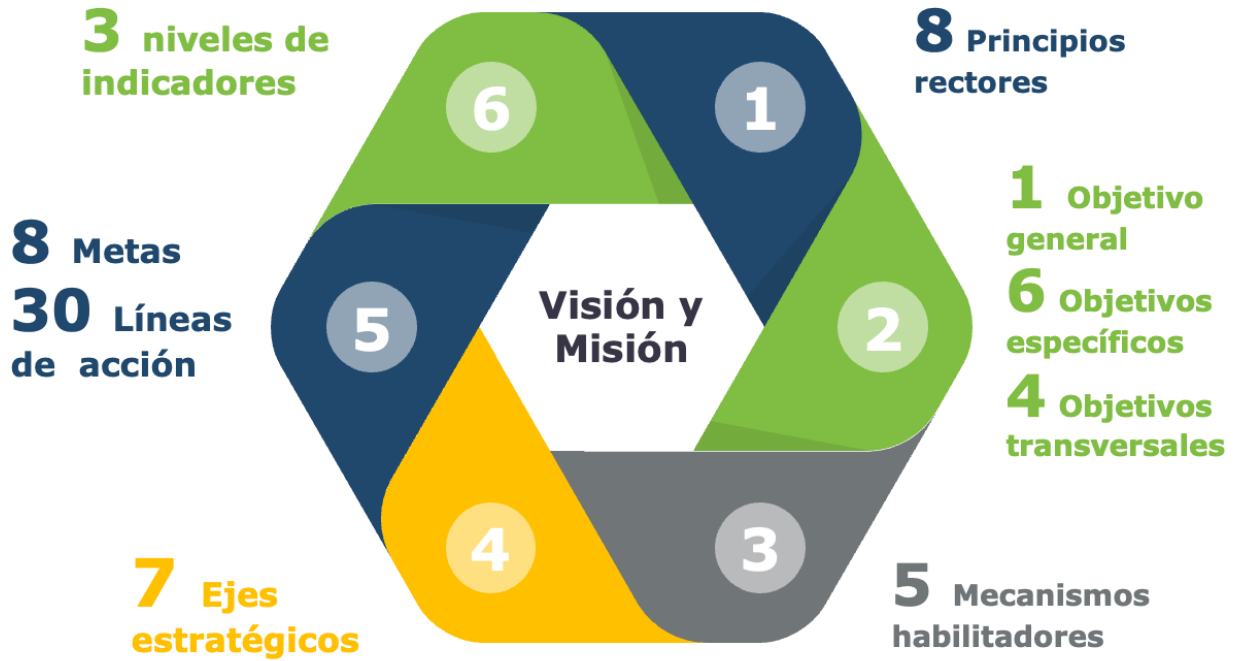 3 niveles de
indicadores
6
1
8 Principios
rectores
8 Metas
30 Líneas
de acción
5
Visión y
Misión
2
1 Objetivo
general
6 Objetivos
específicos
4 Objetivos
transversales
7 Ejes
estratégicos
4
3
5 Mecanismos
habilitadores